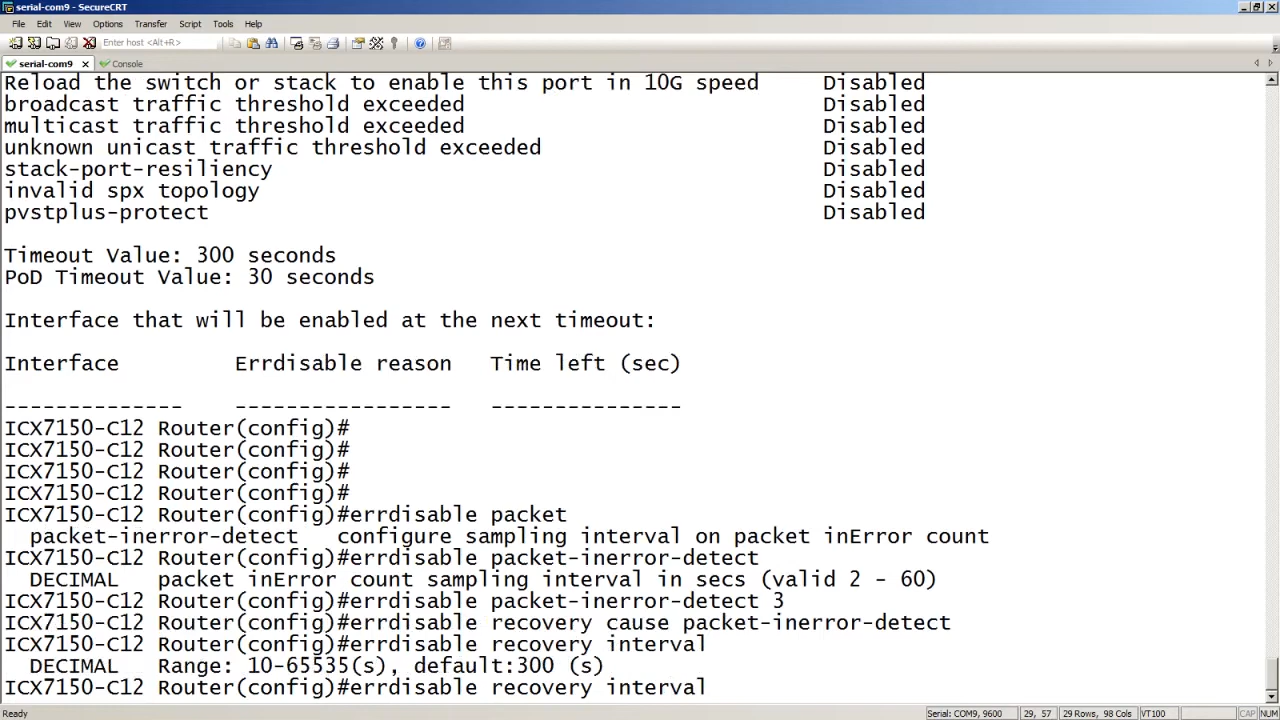 serial-com9 - SecureCRT
File Edit View Options Transfer Script Tools Help
Enter host <Alt+R>
serial-com9 x Console
Reload the switch or stack to enable this port in 10G speed Disabled
broadcast traffic threshold exceeded Disabled
multicast traffic threshold exceeded Disabled
unknown unicast traffic threshold exceeded Disabled
stack-port-resiliency Disabled
invalid spx topology Disabled
pvstplus-protect Disabled
Timeout Value: 300 seconds
PoD Timeout Value: 30 seconds
Interface that will be enabled at the next timeout:
Interface Errdisable reason Time left (sec)
-------------- ----------------- ---------------
ICX7150-C12 Router(config)#
ICX7150-C12 Router(config)#
ICX7150-C12 Router(config)#
ICX7150-C12 Router(config)#
ICX7150-C12 Router(config)#errdisable packet
packet-inerror-detect configure sampling interval on packet inError count
ICX7150-C12 Router(config)#errdisable packet-inerror-detect
DECIMAL packet inError count sampling interval in secs (valid 2 - 60)
ICX7150-C12 Router(config)#errdisable packet-inerror-detect 3
ICX7150-C12 Router(config)#errdisable recovery cause packet-inerror-detect
ICX7150-C12 Router(config)#errdisable recovery interval
DECIMAL Range: 10-65535(s), default:300 (s)
ICX7150-C12 Router(config)#errdisable recovery interval
Ready Serial: COM9, 9600 29, 57 29 Rows, 98 Cols VT100 CAP NUM